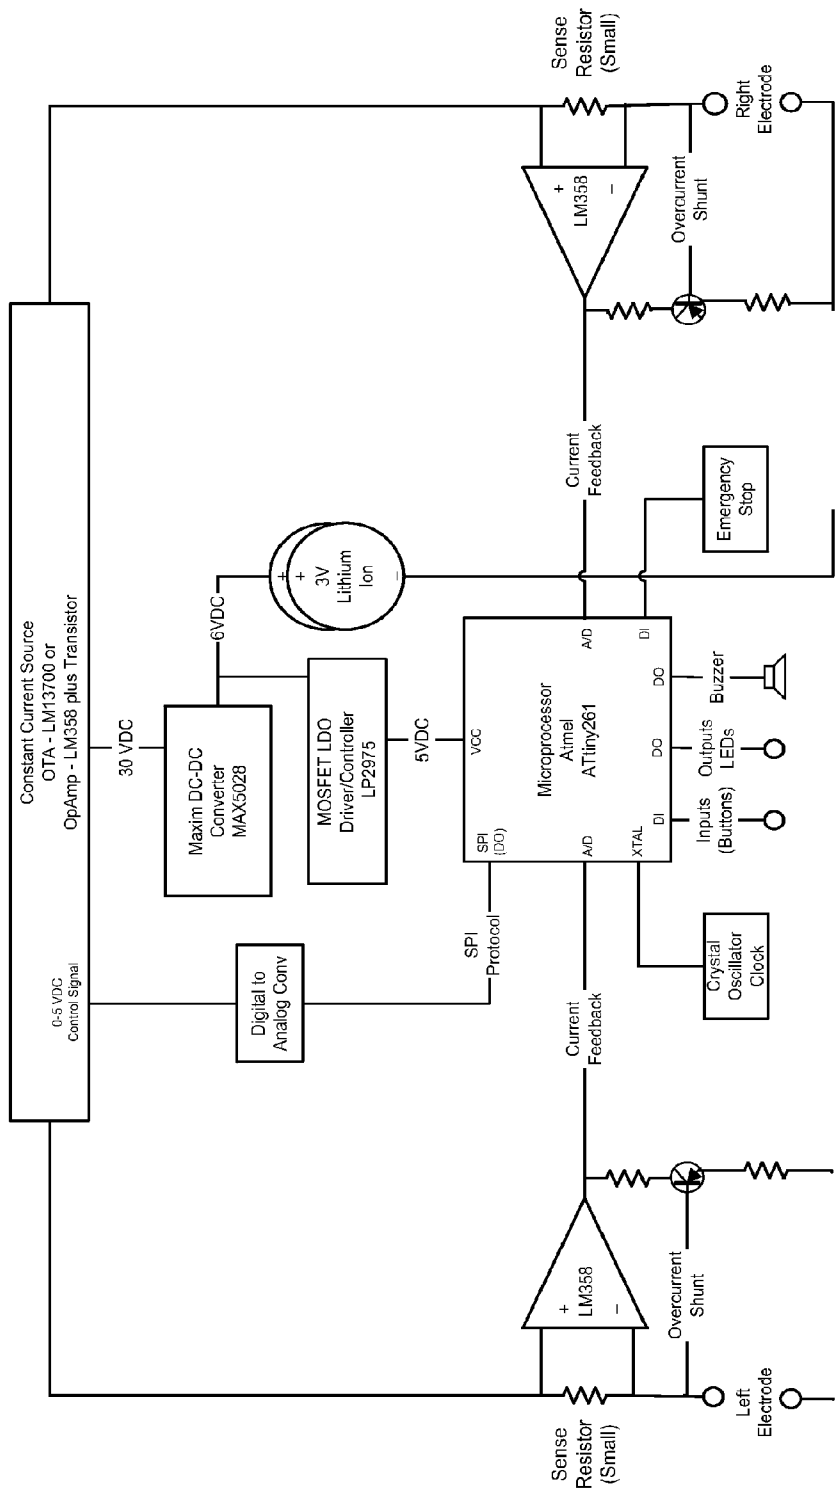 Constant Current Source
OTA - LM13700 or
OpAmp - LM358 plus Transistor
0-5 VDC
Control Signal
30 VDC
Maxim DC-DC
Converter
MAX5028
6VDC
+
+
3V
Lithium
Ion
–
MOSFET LDO
Driver/Controller
LP2975
5VDC
Digital to
Analog Conv
SPI
Protocol
VCC
SPI
(DO)
Microprocessor
Atmel
ATtiny261
A/D
A/D
XTAL
DI
DO
DO
DI
Current
Feedback
Current
Feedback
Sense
Resistor
(Small)
+
LM358
–
Overcurrent
Shunt
Left
Electrode
Sense
Resistor
(Small)
+
LM358
–
Overcurrent
Shunt
Right
Electrode
Crystal
Oscillator
Clock
Inputs
(Buttons)
Outputs
LEDs
Buzzer
Emergency
Stop